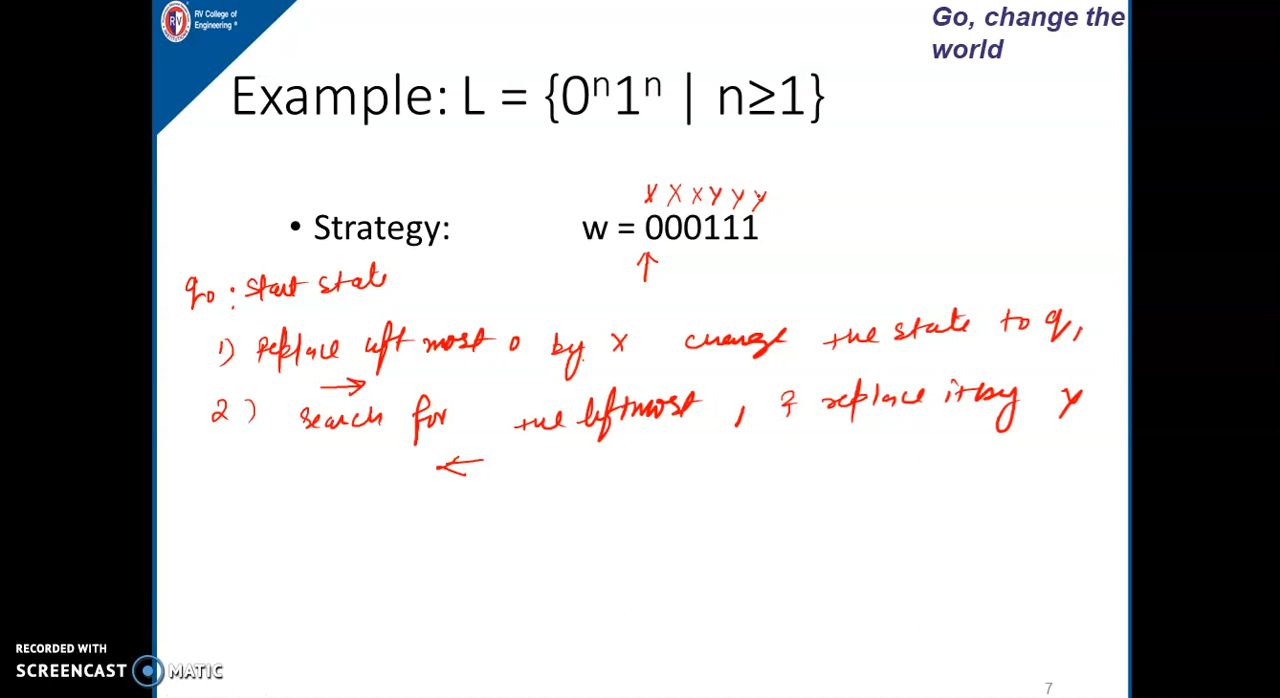 RV College of
Engineering ®
Go, change the
world
Example: L = {0ⁿ1ⁿ | n≥1}
X X X Y Y Y
• Strategy: w = 000111
↑
q0 : start state
1) Replace left most 0 by X change the state to q1
→
2) search for the leftmost 1 & replace it by Y
←
RECORDED WITH
SCREENCAST MATIC
7